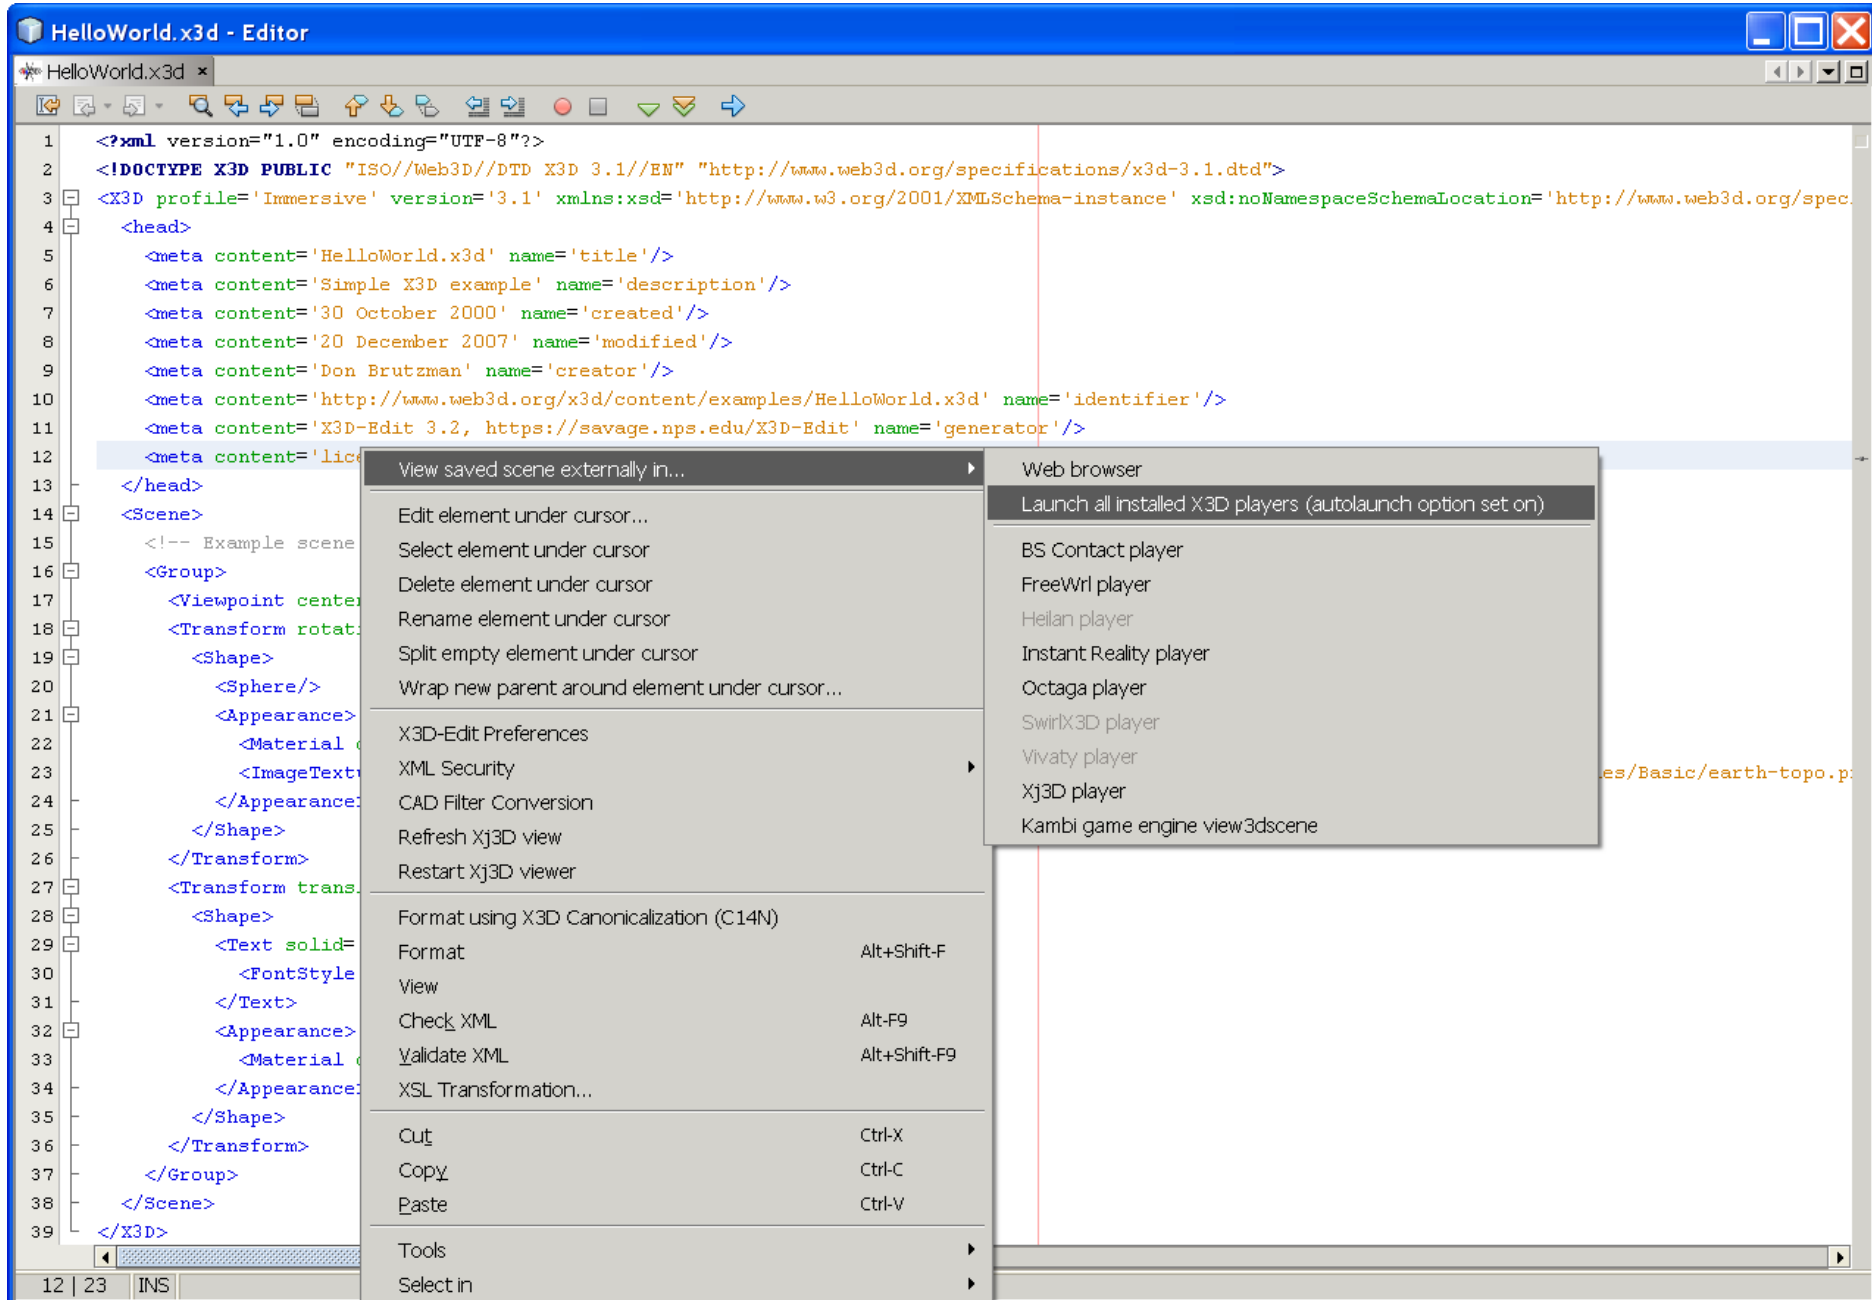 HelloWorld.x3d - Editor
HelloWorld.x3d
1 <?xml version="1.0" encoding="UTF-8"?>
2 <!DOCTYPE X3D PUBLIC "ISO//Web3D//DTD X3D 3.1//EN" "http://www.web3d.org/specifications/x3d-3.1.dtd">
3 <X3D profile='Immersive' version='3.1' xmlns:xsd='http://www.w3.org/2001/XMLSchema-instance' xsd:noNamespaceSchemaLocation='http://www.web3d.org/spec
4 <head>
5 <meta content='HelloWorld.x3d' name='title'/>
6 <meta content='Simple X3D example' name='description'/>
7 <meta content='30 October 2000' name='created'/>
8 <meta content='20 December 2007' name='modified'/>
9 <meta content='Don Brutzman' name='creator'/>
10 <meta content='http://www.web3d.org/x3d/content/examples/HelloWorld.x3d' name='identifier'/>
11 <meta content='X3D-Edit 3.2, https://savage.nps.edu/X3D-Edit' name='generator'/>
12 <meta content='lice
13 </head>
14 <Scene>
15 <!-- Example scene
16 <Group>
17 <Viewpoint center
18 <Transform rotati
19 <Shape>
20 <Sphere/>
21 <Appearance>
22 <Material
23 <ImageText es/Basic/earth-topo.p
24 </Appearance
25 </Shape>
26 </Transform>
27 <Transform trans
28 <Shape>
29 <Text solid=
30 <FontStyle
31 </Text>
32 <Appearance>
33 <Material
34 </Appearance
35 </Shape>
36 </Transform>
37 </Group>
38 </Scene>
39 </X3D>
View saved scene externally in...
Edit element under cursor...
Select element under cursor
Delete element under cursor
Rename element under cursor
Split empty element under cursor
Wrap new parent around element under cursor...
X3D-Edit Preferences
XML Security
CAD Filter Conversion
Refresh Xj3D view
Restart Xj3D viewer
Format using X3D Canonicalization (C14N)
Format Alt+Shift-F
View
Check XML Alt-F9
Validate XML Alt+Shift-F9
XSL Transformation...
Cut Ctrl-X
Copy Ctrl-C
Paste Ctrl-V
Tools
Select in
Web browser
Launch all installed X3D players (autolaunch option set on)
BS Contact player
FreeWrl player
Heilan player
Instant Reality player
Octaga player
SwirlX3D player
Vivaty player
Xj3D player
Kambi game engine view3dscene
12 | 23 INS